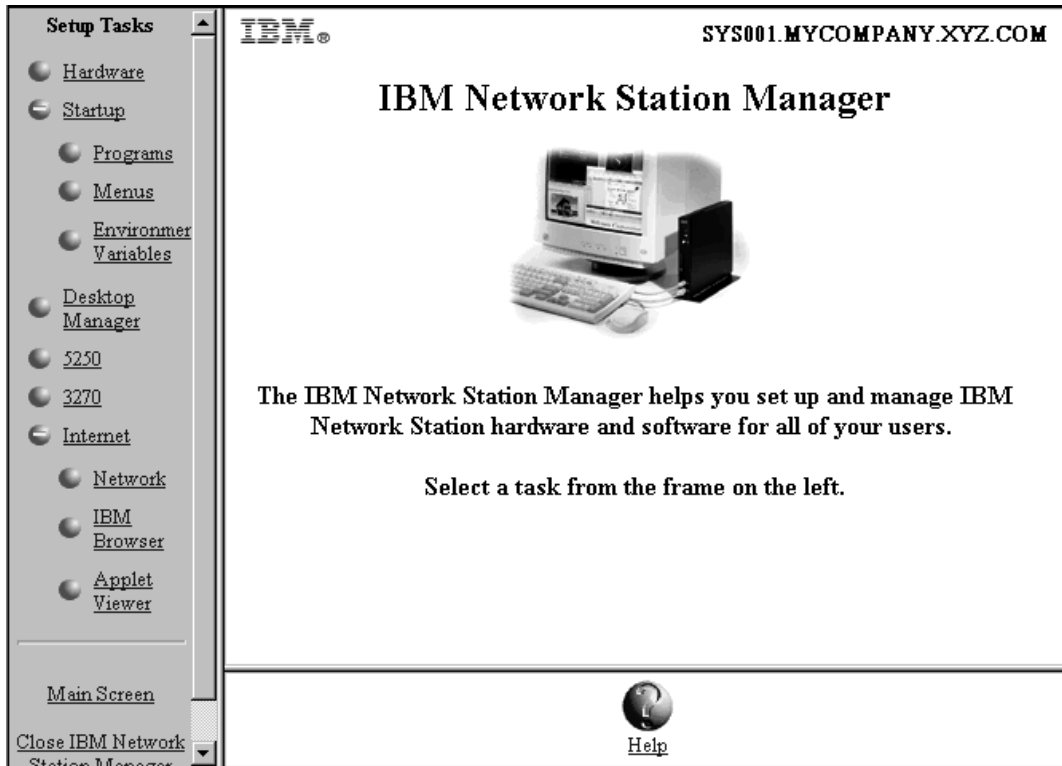 Setup Tasks
Hardware
Startup
Programs
Menus
Environmer
Variables
Desktop
Manager
5250
3270
Internet
Network
IBM
Browser
Applet
Viewer
Main Screen
Close IBM Network
Station Manager
IBM®
SYS001.MYCOMPANY.XYZ.COM
IBM Network Station Manager
The IBM Network Station Manager helps you set up and manage IBM
Network Station hardware and software for all of your users.
Select a task from the frame on the left.
Help